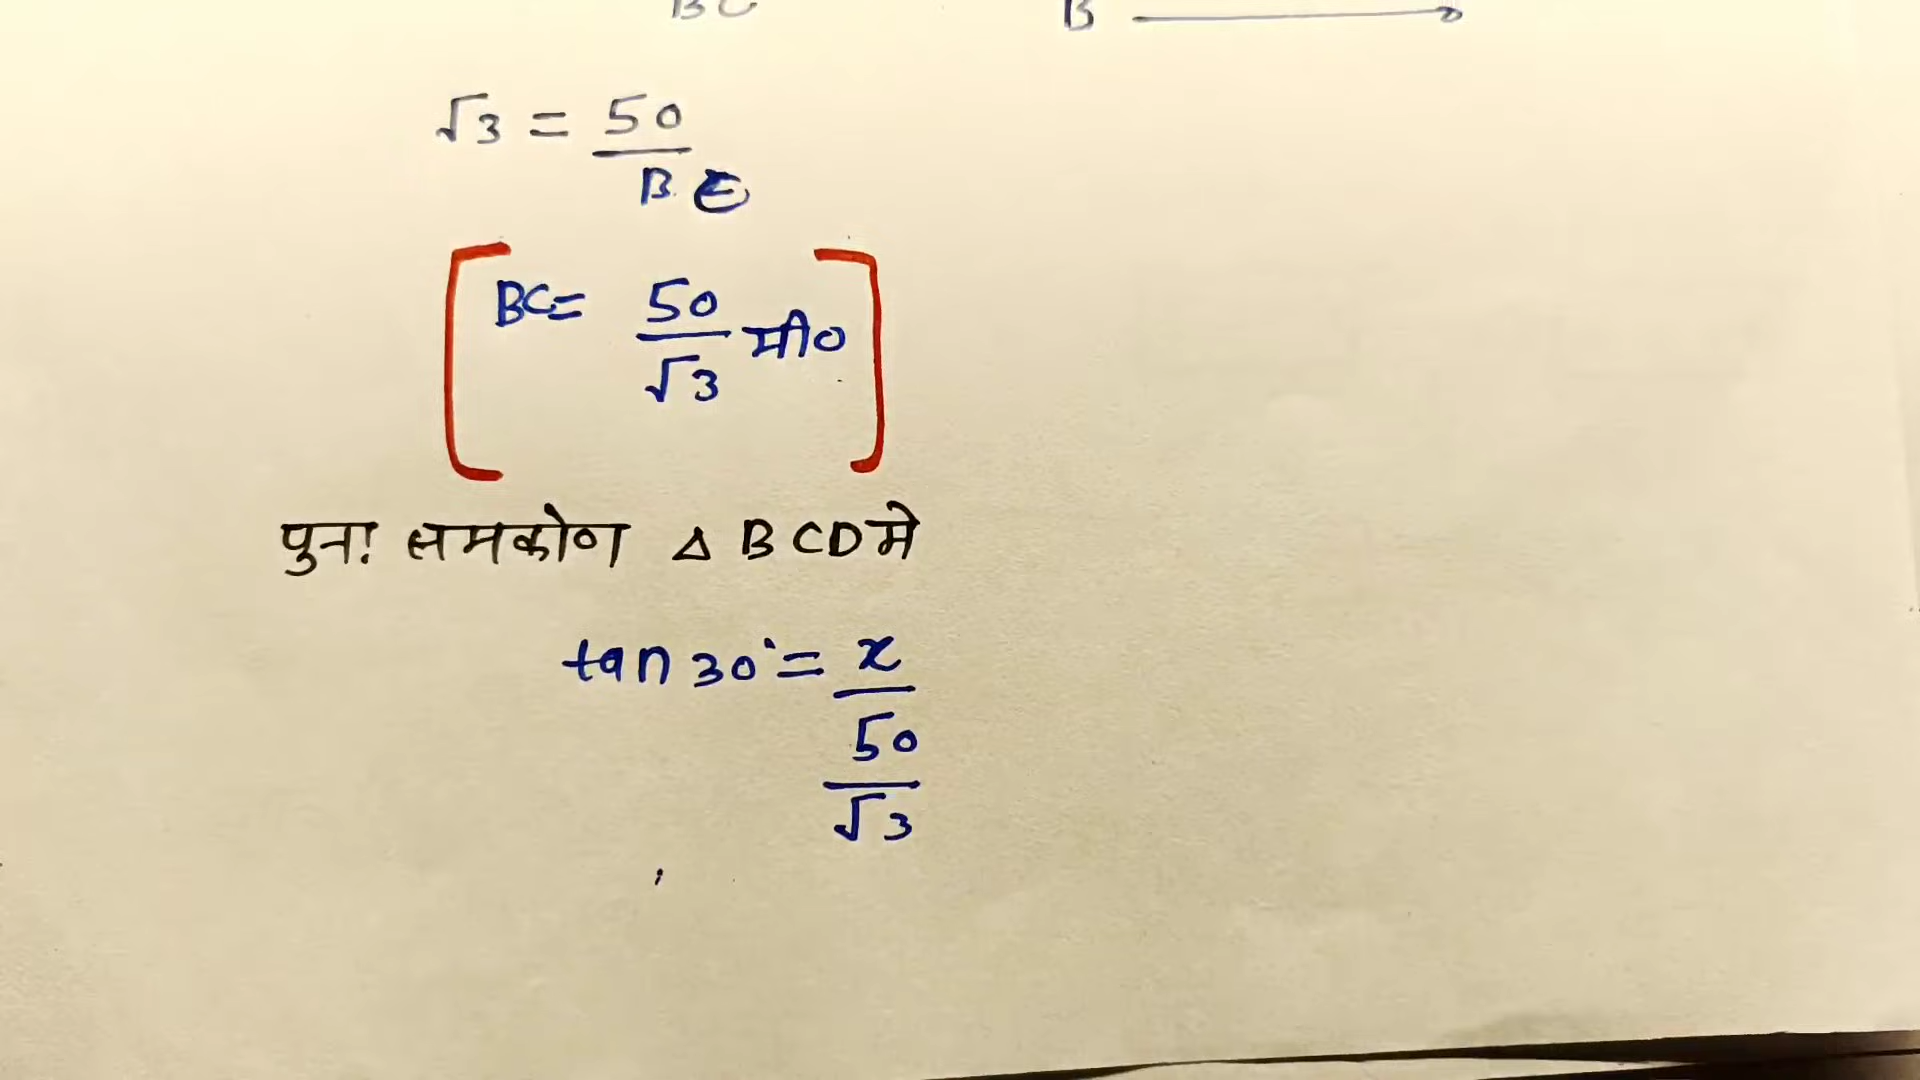 BC B
√3 = 50
B C
BC= 50
√3 मी०
पुनः समकोण △ BCD मे
tan 30° = x
50
√3